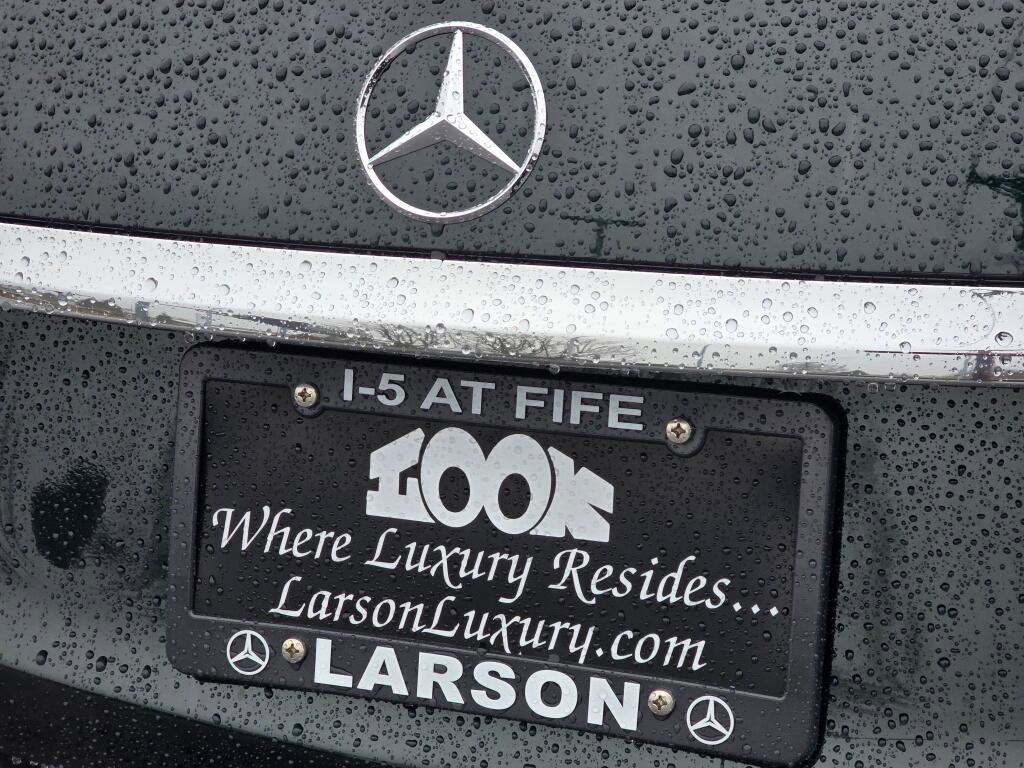 I-5 AT FIFE
LOOK
Where Luxury Resides...
LarsonLuxury.com
LARSON